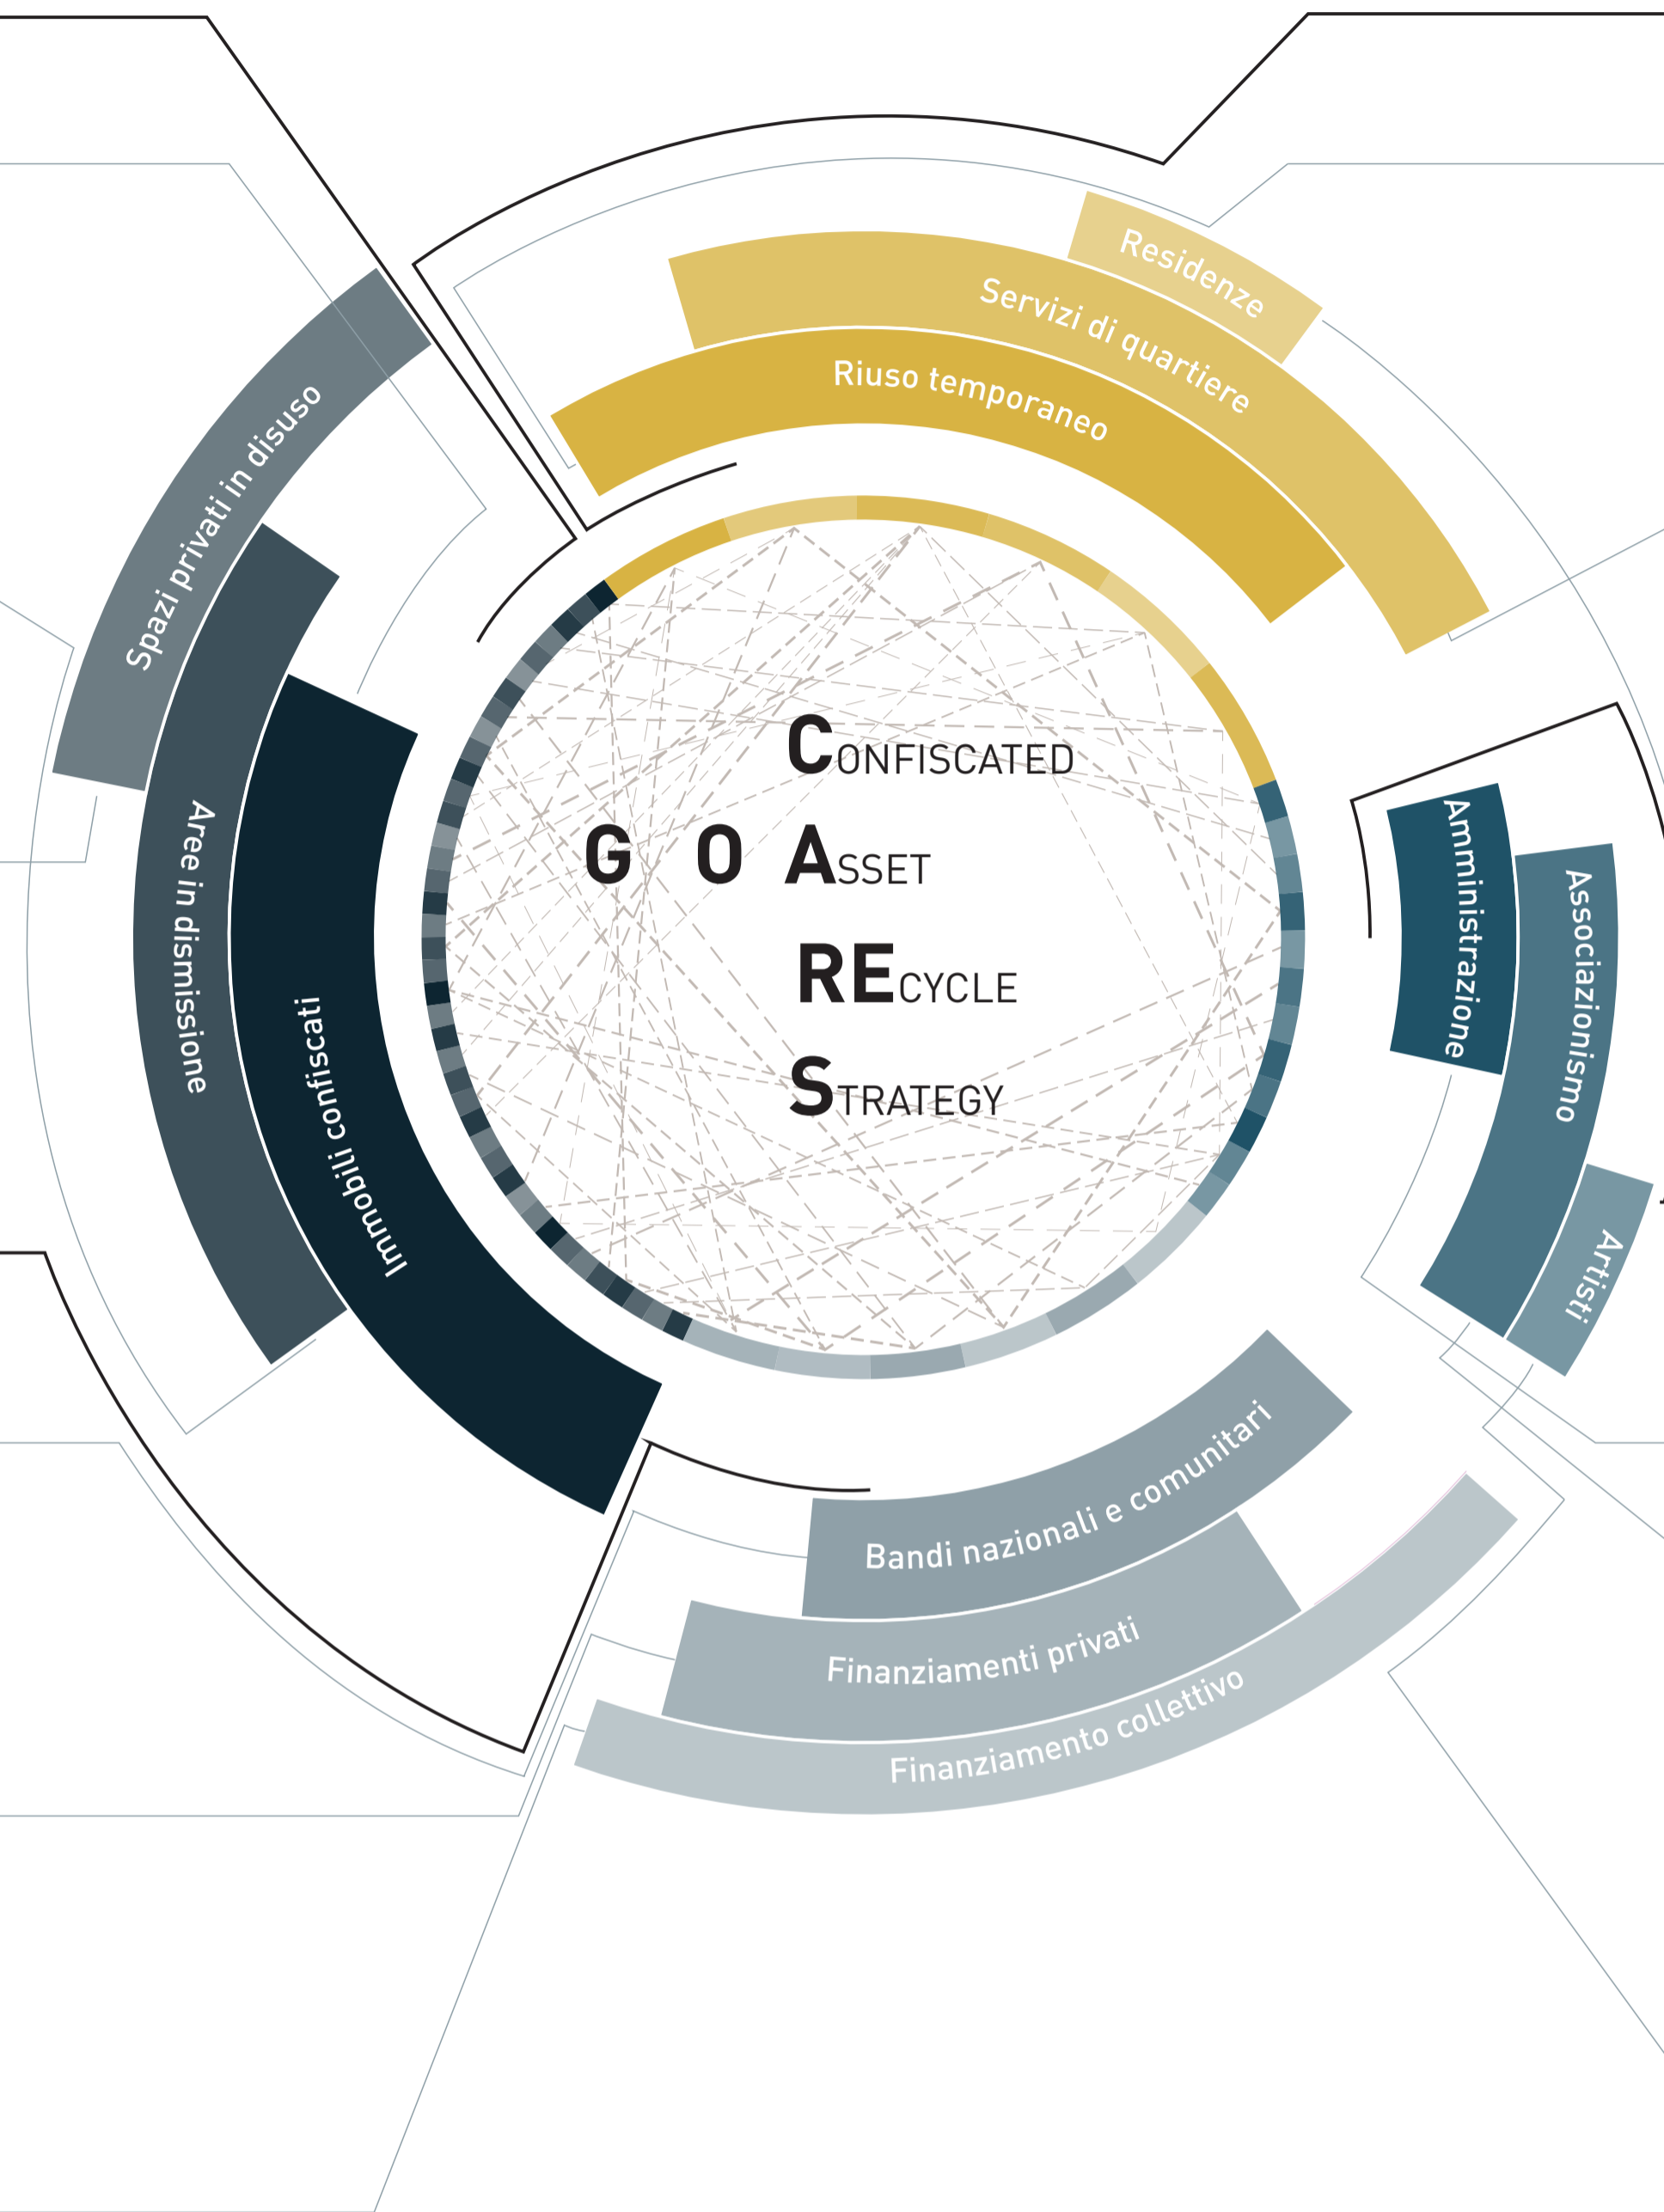 Residenze
Servizi di quartiere
Riuso temporaneo
Spazi privati in disuso
Aree in dismissione
Immobili confiscati
CONFISCATED
G O ASSET
RECYCLE
STRATEGY
Amministrazione
Associazionismo
Artisti
Bandi nazionali e comunitari
Finanziamenti privati
Finanziamento collettivo